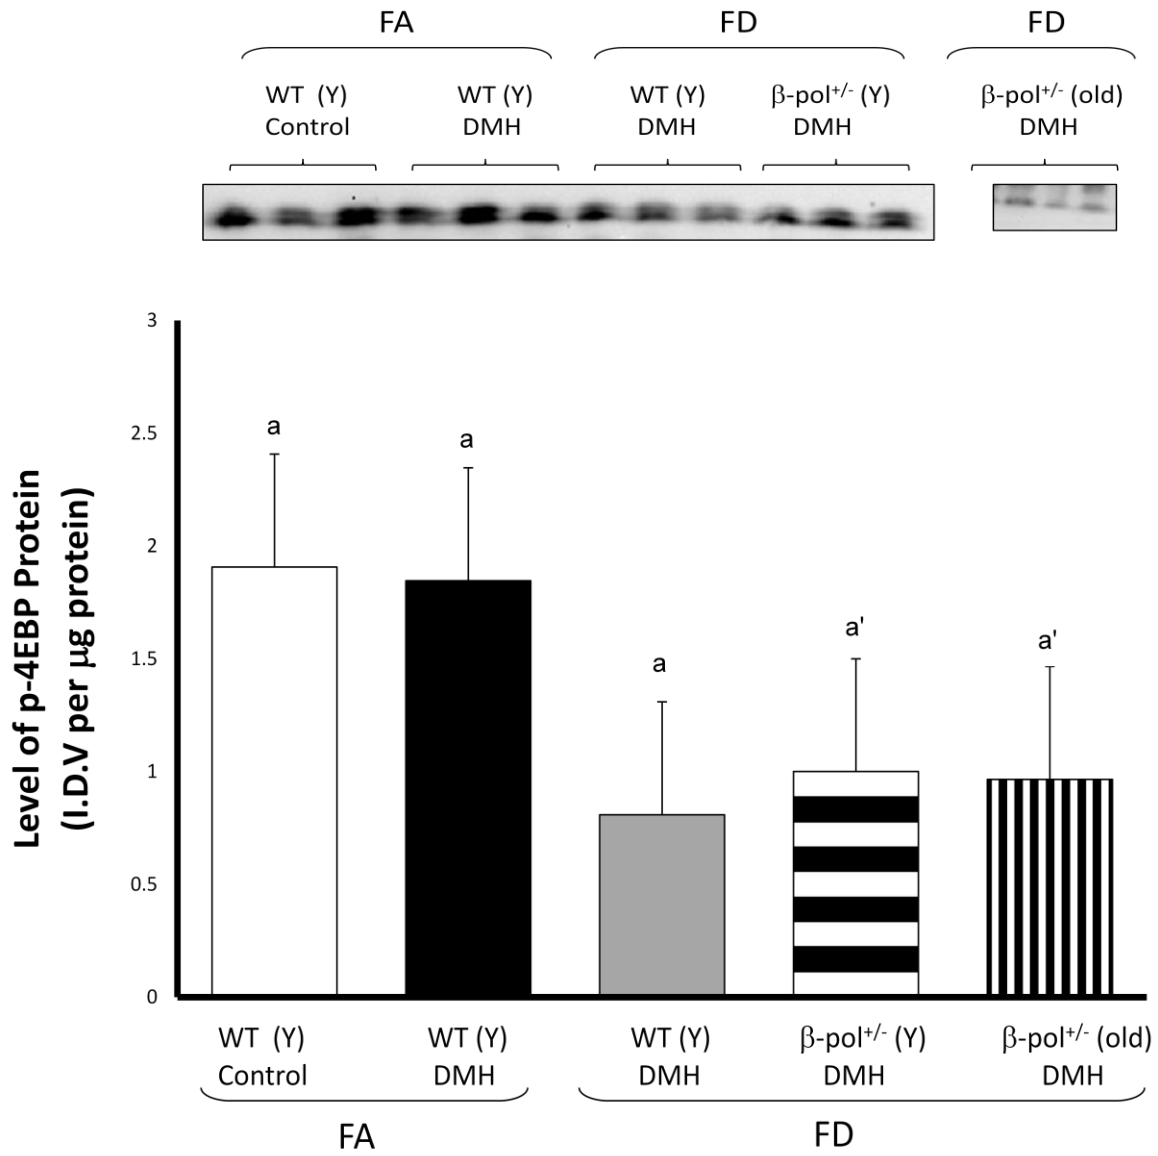 FA FD FD
WT (Y) WT (Y) WT (Y) β-pol+/- (Y) β-pol+/- (old)
Control DMH DMH DMH DMH
3
2.5
2
1.5
1
0.5
0
a
a
a
a'
a'
Level of p-4EBP Protein
(I.D.V per µg protein)
WT (Y) WT (Y) WT (Y) β-pol+/- (Y) β-pol+/- (old)
Control DMH DMH DMH DMH
FA FD